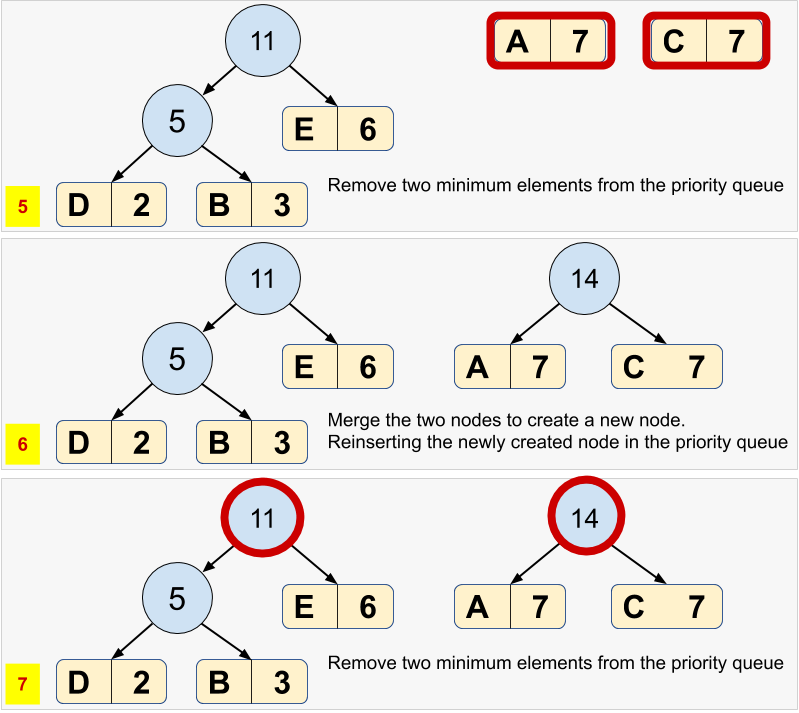 11
A 7
C 7
5
E 6
D 2
B 3
Remove two minimum elements from the priority queue
5
11
14
5
E 6
A 7
C 7
D 2
B 3
Merge the two nodes to create a new node.
Reinserting the newly created node in the priority queue
6
11
14
5
E 6
A 7
C 7
D 2
B 3
Remove two minimum elements from the priority queue
7